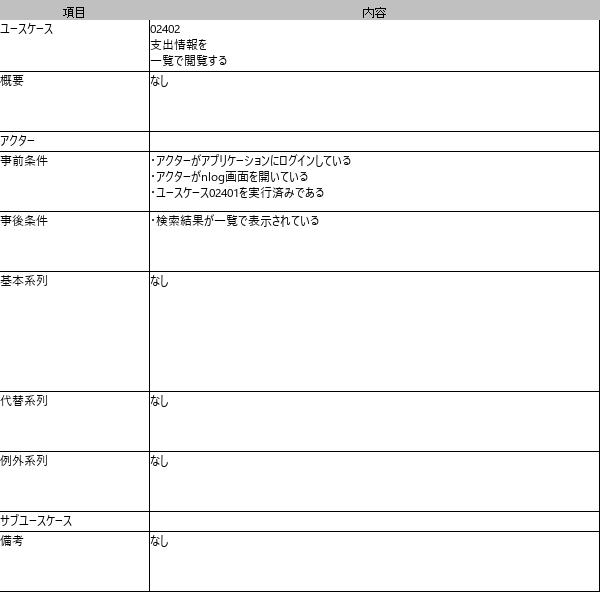 項目 内容
ユースケース 02402
支出情報を
一覧で閲覧する
概要 なし
アクター
事前条件 ・アクターがアプリケーションにログインしている
・アクターがnlog画面を開いている
・ユースケース02401を実行済みである
事後条件 ・検索結果が一覧で表示されている
基本系列 なし
代替系列 なし
例外系列 なし
サブユースケース
備考 なし